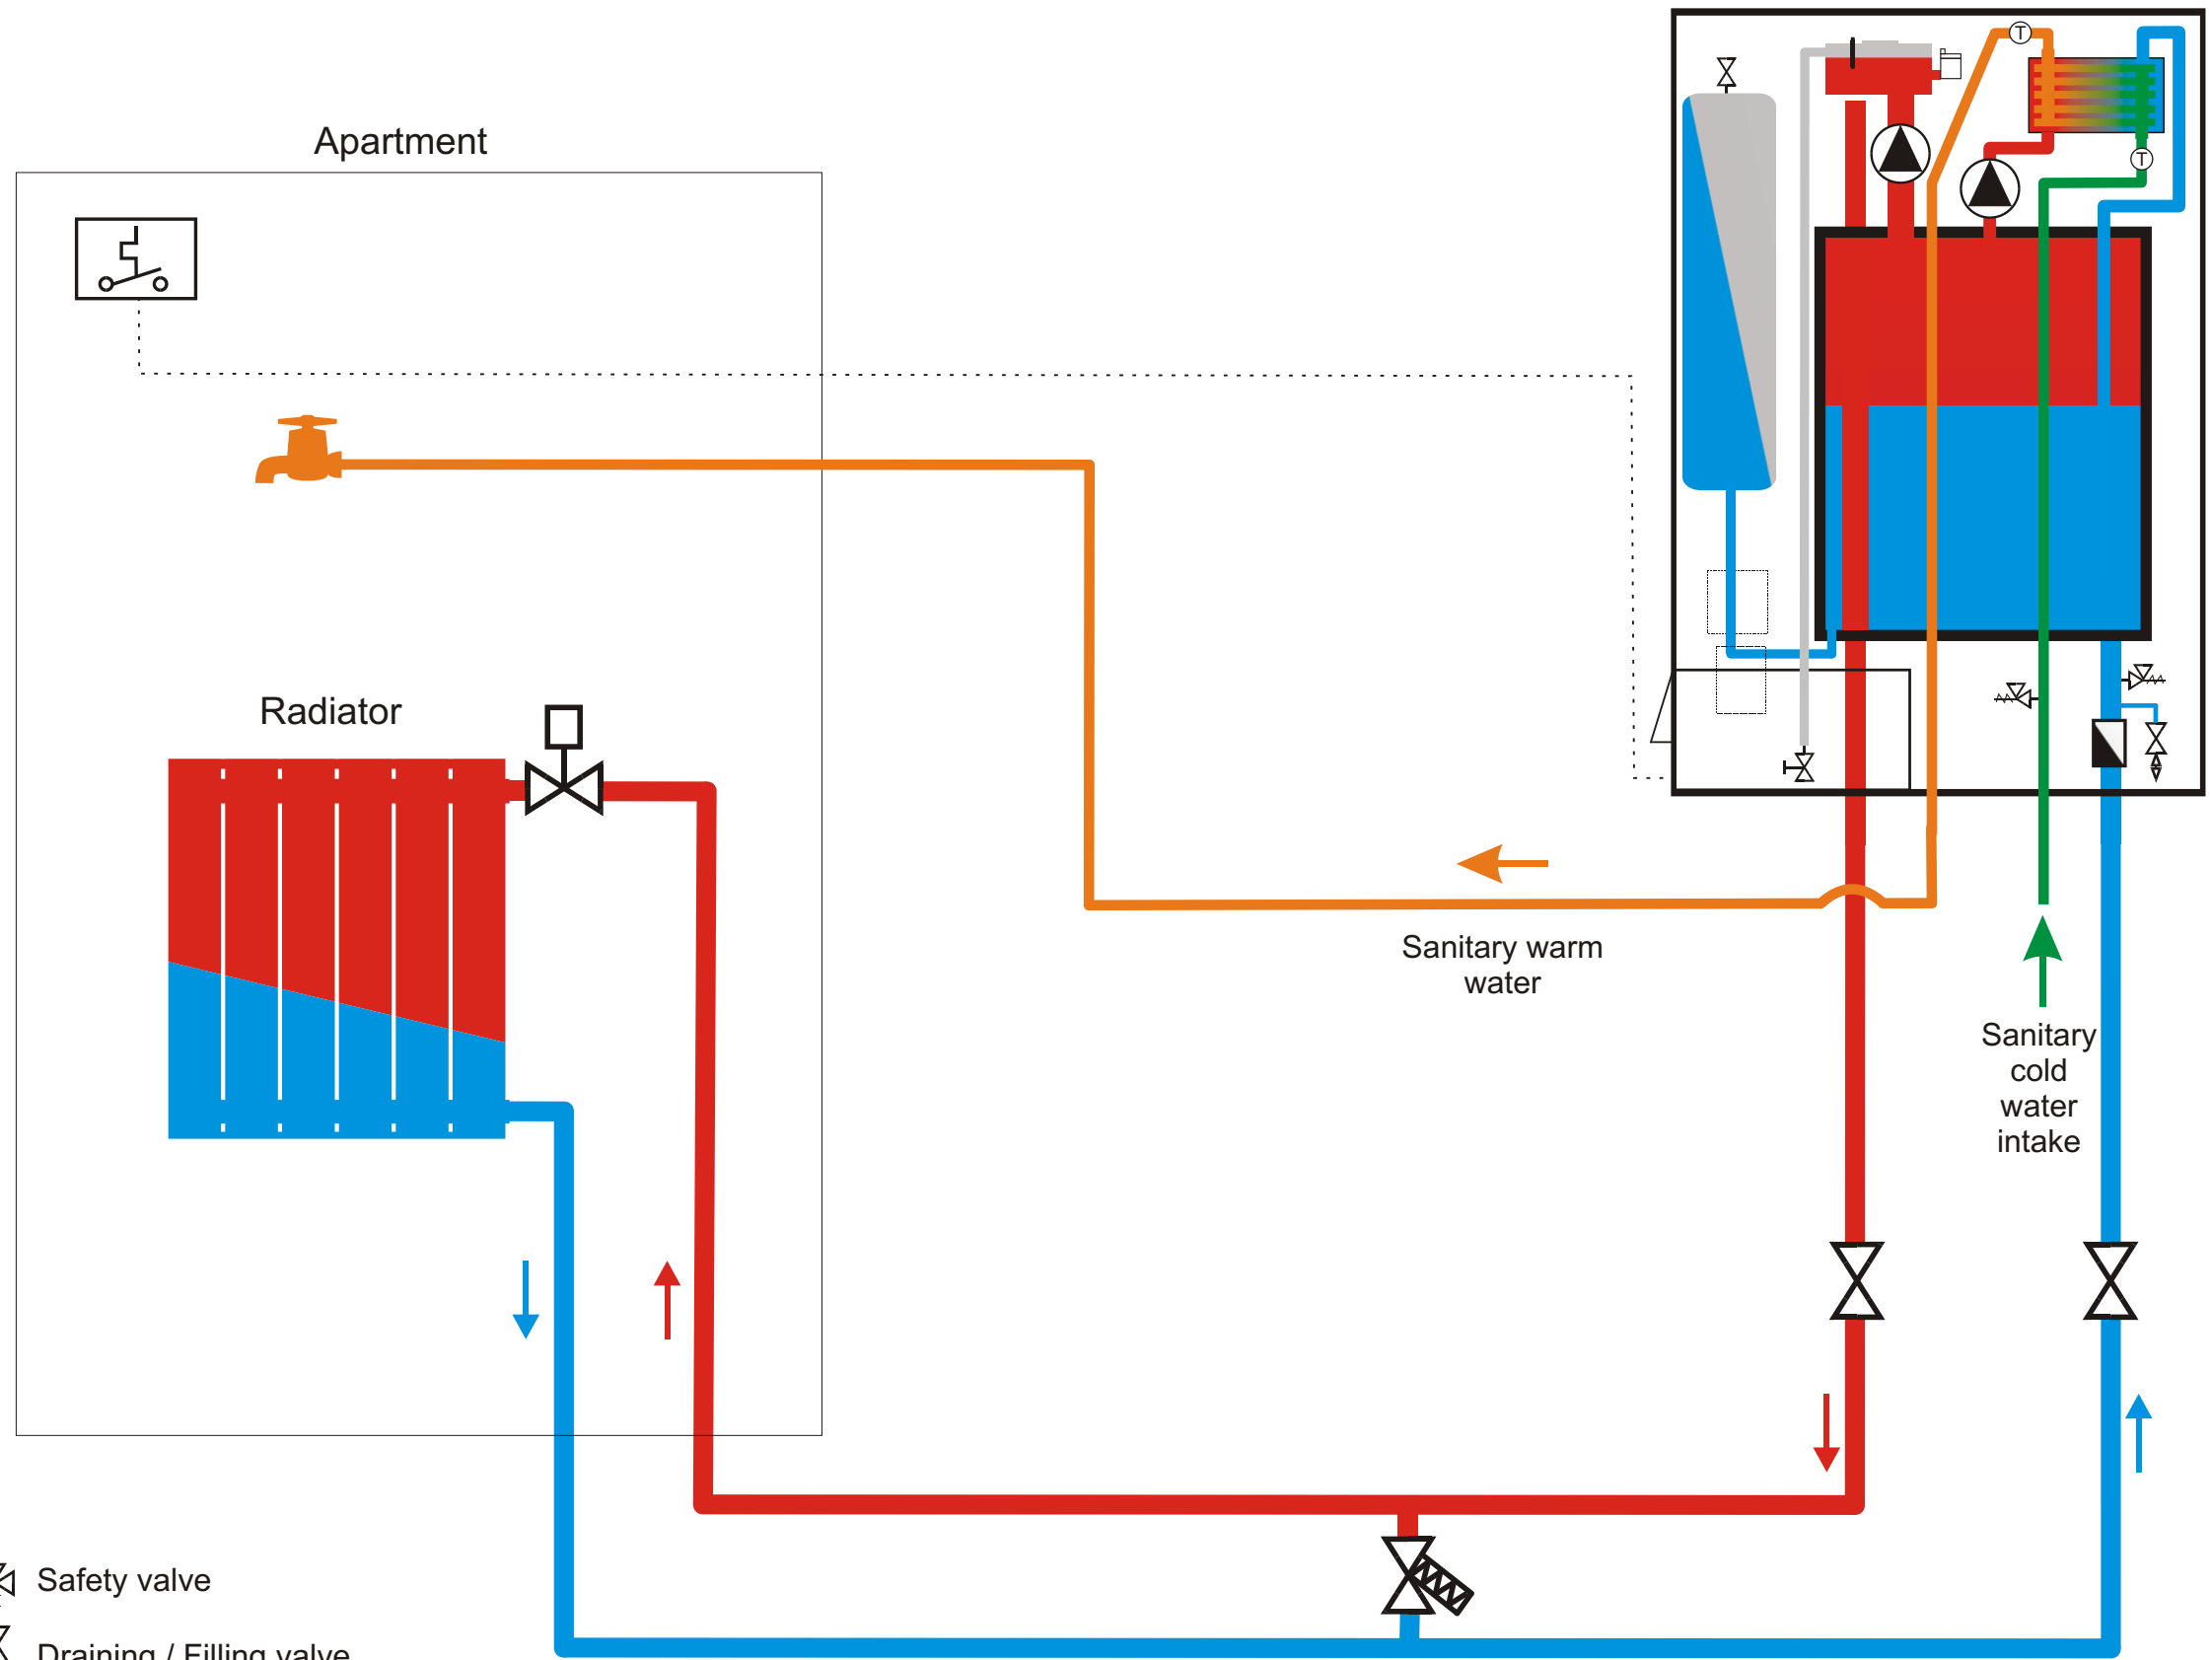 Apartment
T
T
Radiator
Sanitary warm
water
Sanitary
cold
water
intake
Safety valve
Draining / Filling valve